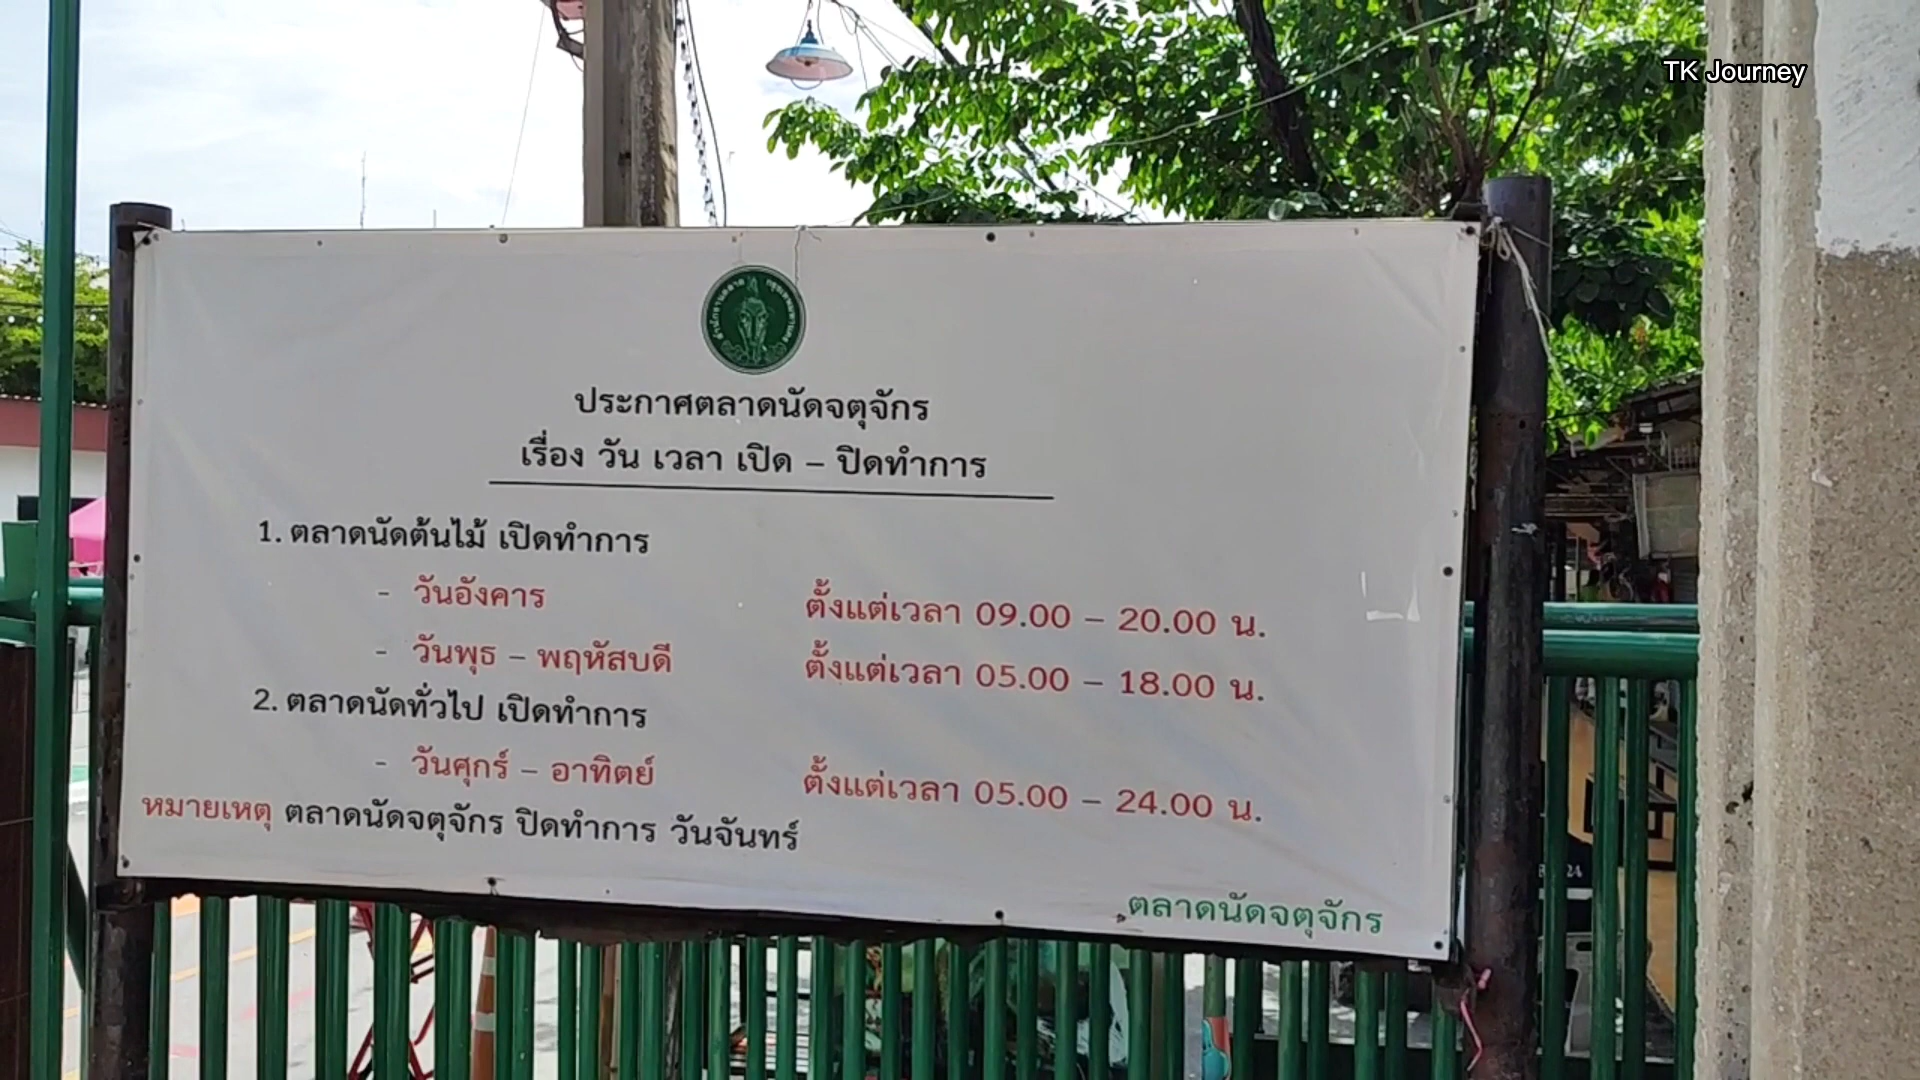 TK Journey
ประกาศตลาดนัดจตุจักร
เรื่อง วัน เวลา เปิด – ปิดทำการ
1. ตลาดนัดต้นไม้ เปิดทำการ
- วันอังคาร ตั้งแต่เวลา 09.00 – 20.00 น.
- วันพุธ – พฤหัสบดี ตั้งแต่เวลา 05.00 – 18.00 น.
2. ตลาดนัดทั่วไป เปิดทำการ
- วันศุกร์ – อาทิตย์ ตั้งแต่เวลา 05.00 – 24.00 น.
หมายเหตุ ตลาดนัดจตุจักร ปิดทำการ วันจันทร์
ตลาดนัดจตุจักร